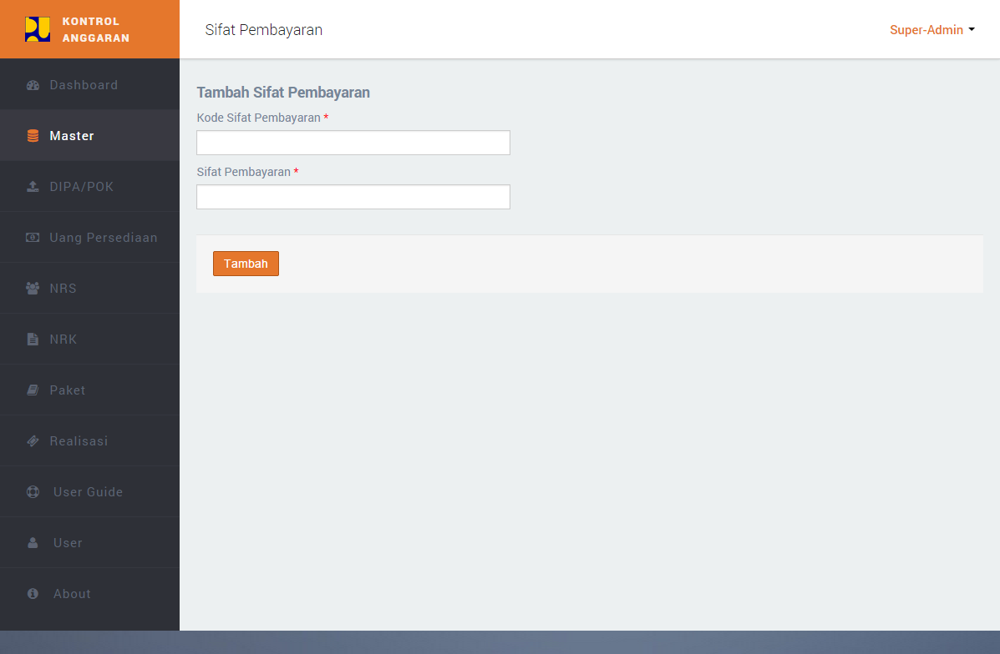 KONTROL
ANGGARAN
Sifat Pembayaran
Super-Admin
Dashboard
Master
DIPA/POK
Uang Persediaan
NRS
NRK
Paket
Realisasi
User Guide
User
About
Tambah Sifat Pembayaran
Kode Sifat Pembayaran *
Sifat Pembayaran *
Tambah